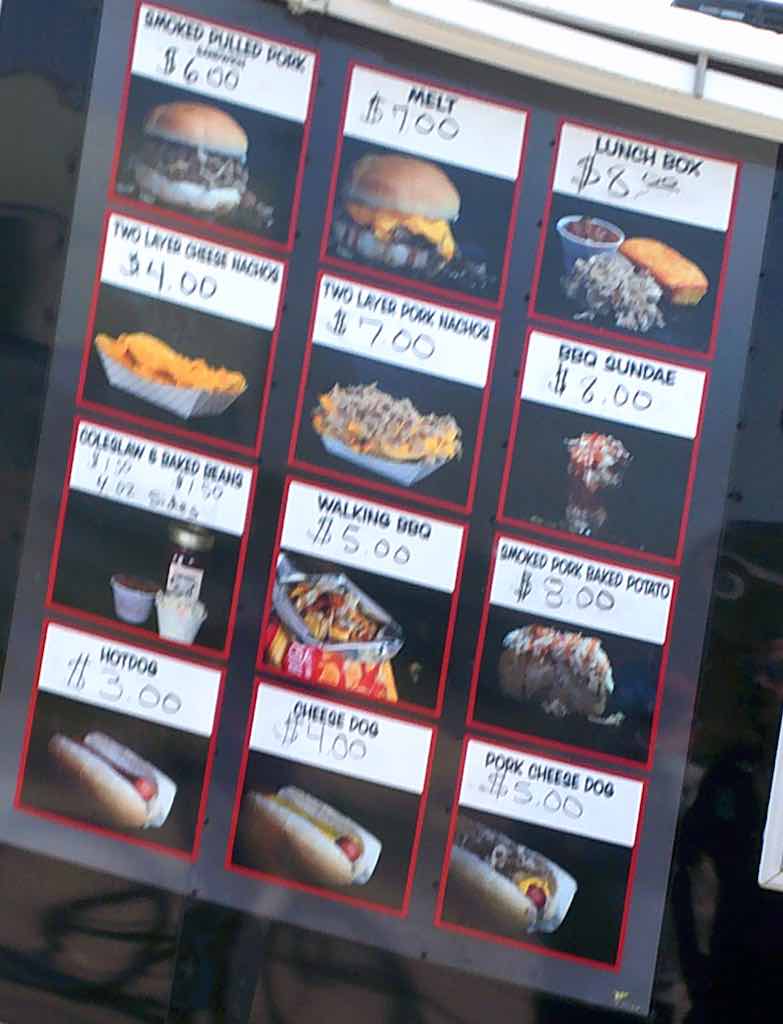 SMOKED PULLED PORK
SANDWICH
$6.00
MELT
$7.00
LUNCH BOX
$8.00
TWO LAYER CHEESE NACHOS
$4.00
TWO LAYER PORK NACHOS
$7.00
BBQ SUNDAE
$8.00
COLESLAW & BAKED BEANS
$1.50 $1.50
4 oz Sides
WALKING BBQ
$5.00
SMOKED PORK BAKED POTATO
$8.00
HOTDOG
$3.00
CHEESE DOG
$4.00
PORK CHEESE DOG
$5.00